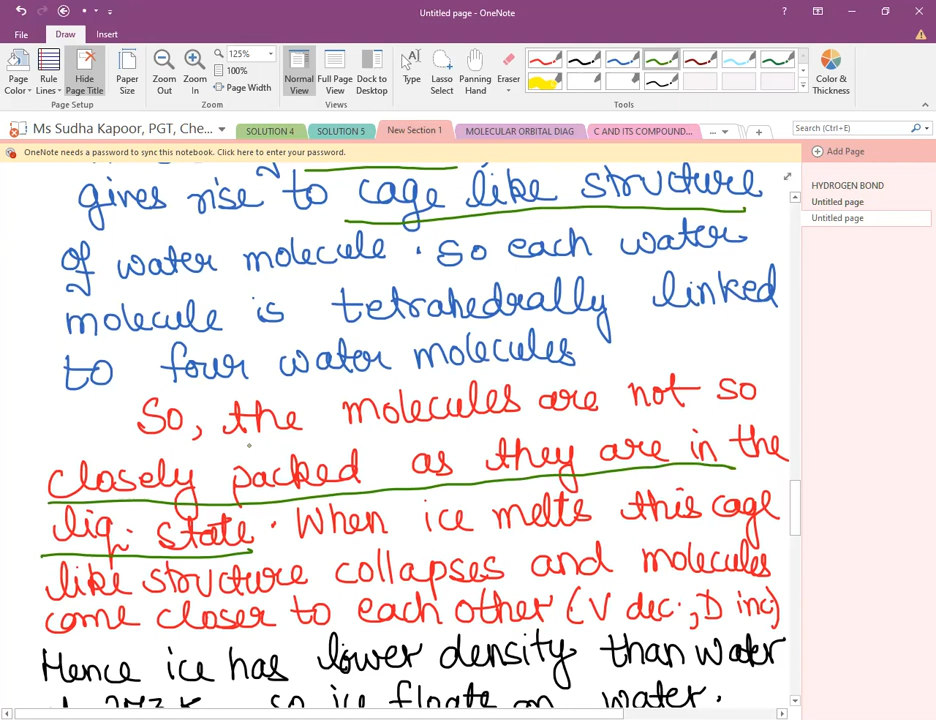 Untitled page - OneNote
File Draw Insert
Page Color Rule Lines Hide Page Title Paper Size Zoom Out Zoom In 125% 100% Page Width Normal View Full Page View Dock to Desktop Type Lasso Select Panning Hand Eraser Color & Thickness
Page Setup Zoom Views Tools
Ms Sudha Kapoor, PGT, Che... SOLUTION 4 SOLUTION 5 New Section 1 MOLECULAR ORBITAL DIAG C AND ITS COMPOUND... ... Search (Ctrl+E)
OneNote needs a password to sync this notebook. Click here to enter your password.
Add Page
HYDROGEN BOND
Untitled page
Untitled page
gives rise to cage like structure
of water molecule. so each water
molecule is tetrahedrally linked
to four water molecules
So, the molecules are not so
closely packed as they are in the
liq. state. When ice melts this cage
like structure collapses and molecules
come closer to each other (V dec., D inc)
Hence ice has lower density than water
273 K so ice floats on water.